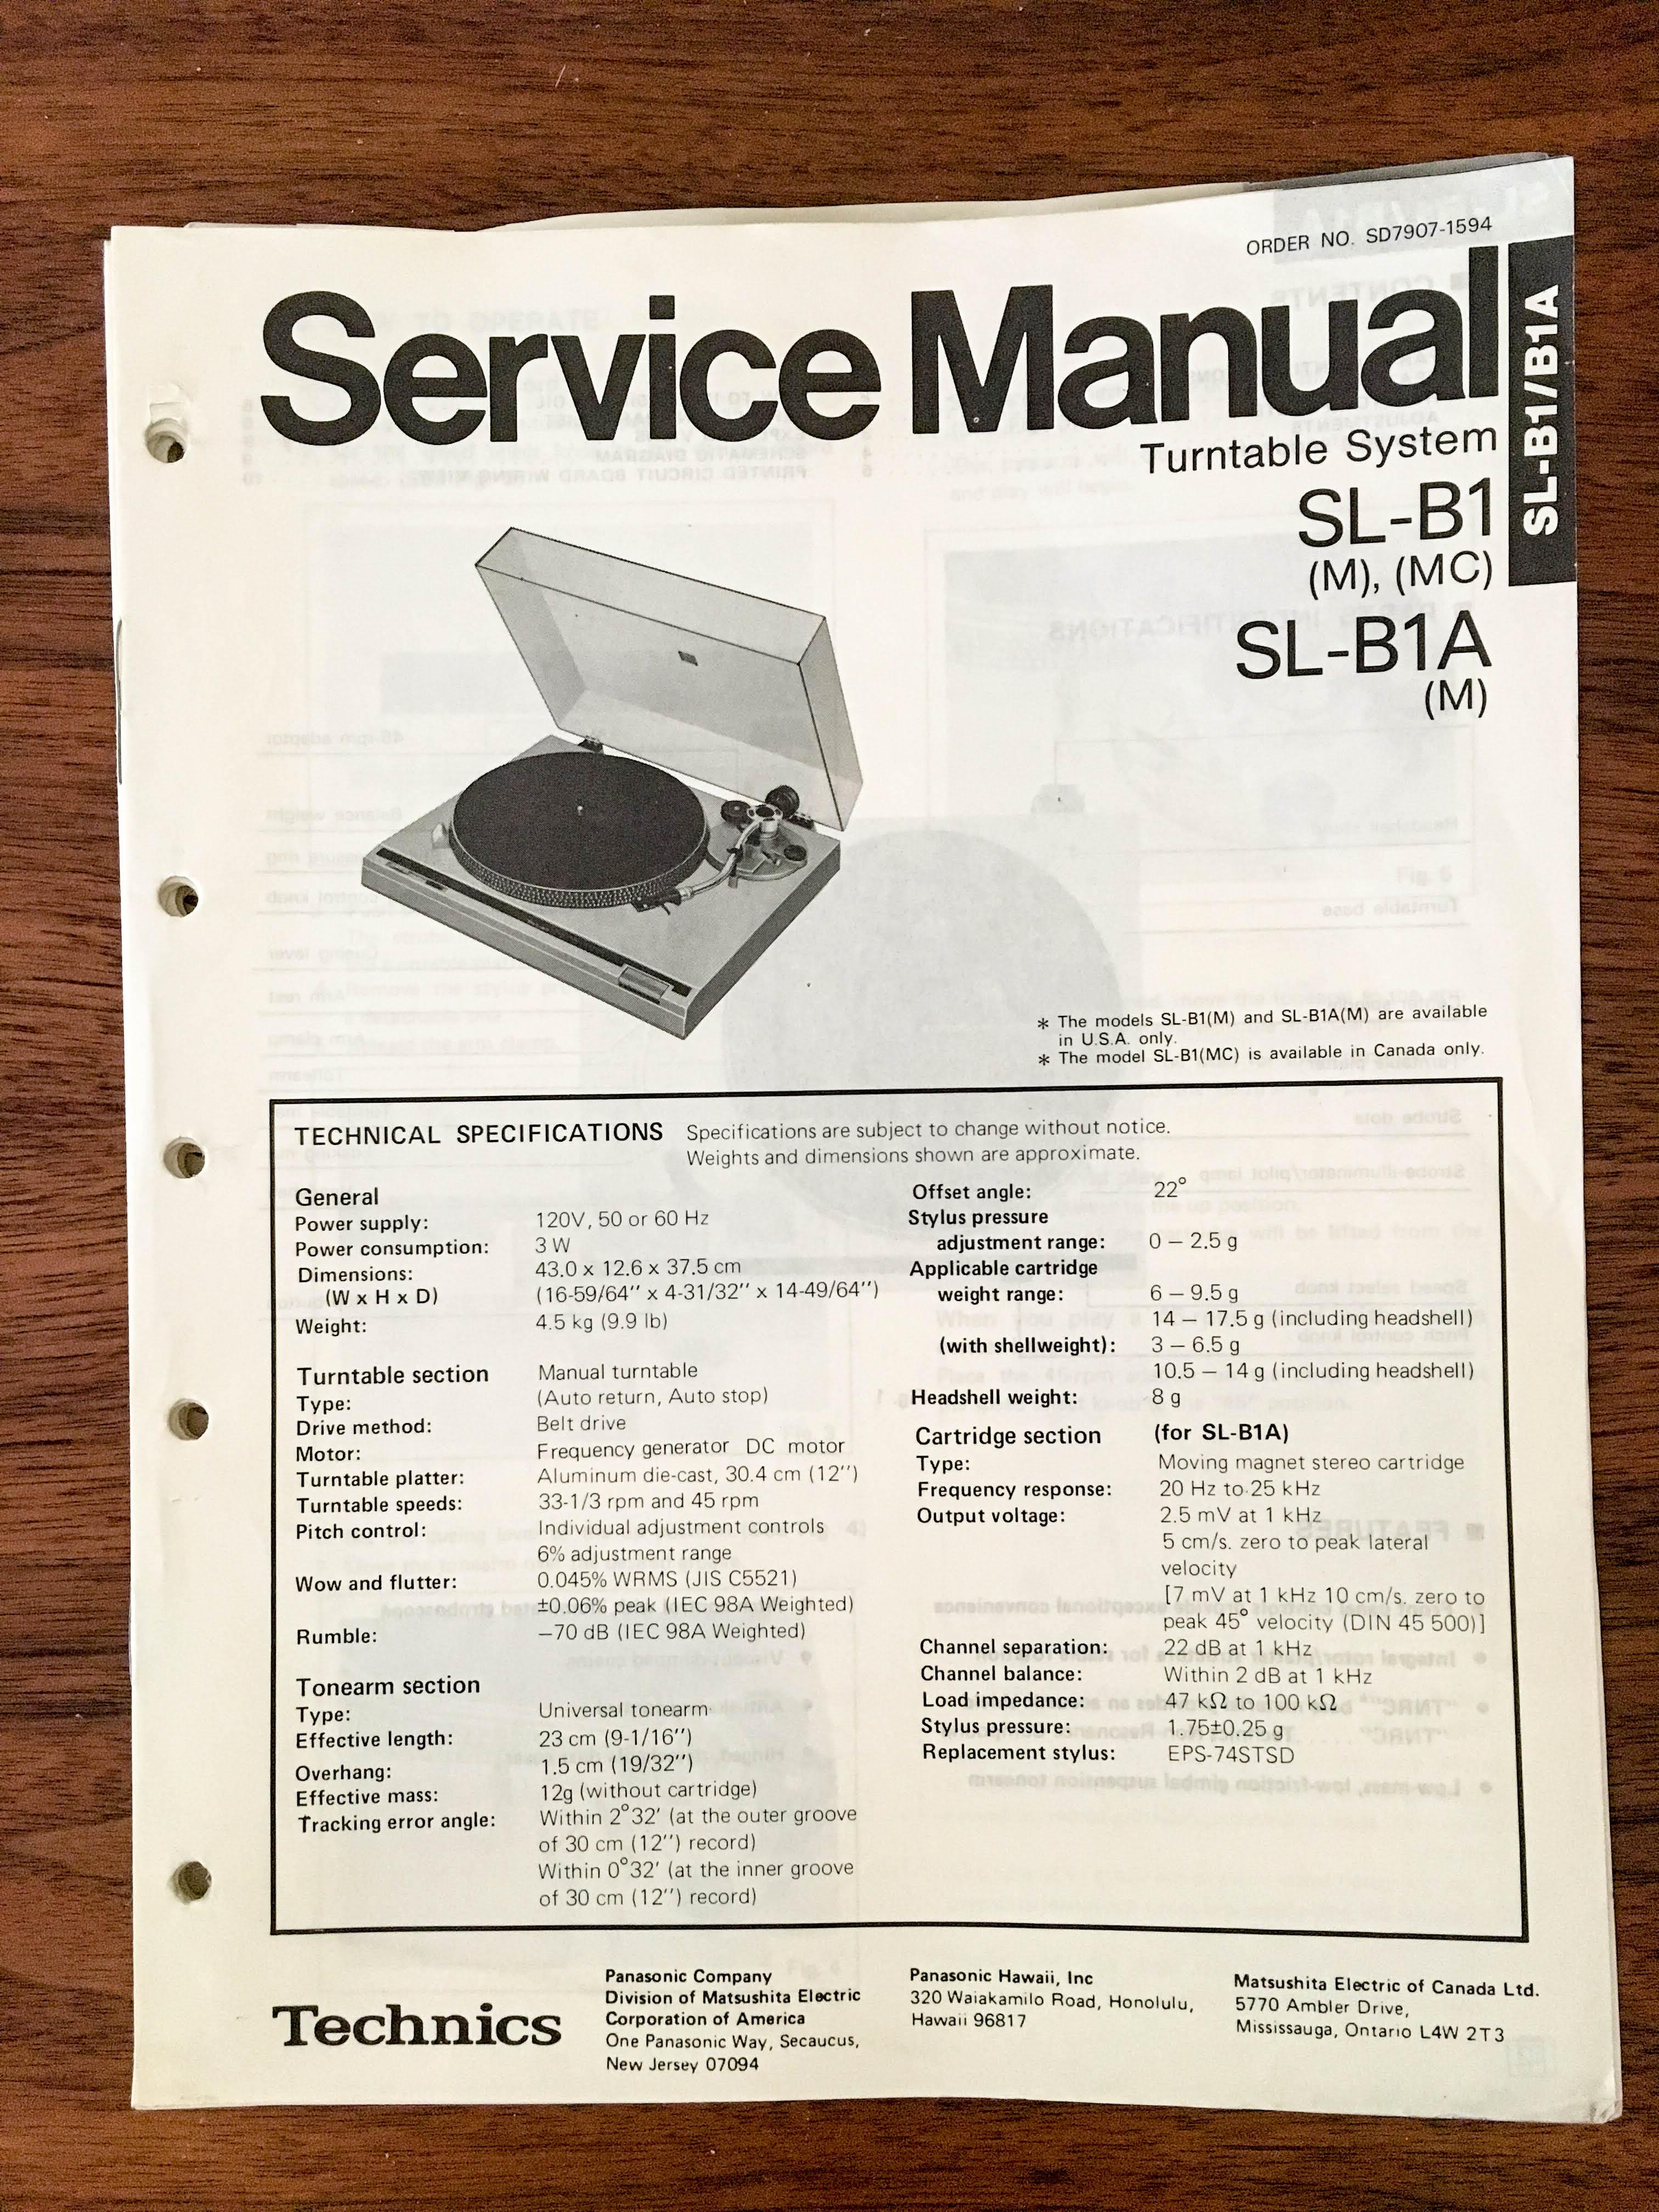 ORDER NO. SD7907-1594
Service Manual
SL-B1/B1A
Turntable System
SL-B1
(M), (MC)
SL-B1A
(M)
* The models SL-B1(M) and SL-B1A(M) are available
in U.S.A. only.
* The model SL-B1(MC) is available in Canada only.
TECHNICAL SPECIFICATIONS Specifications are subject to change without notice.
Weights and dimensions shown are approximate.
General
Power supply: 120V, 50 or 60 Hz
Power consumption: 3 W
Dimensions: 43.0 x 12.6 x 37.5 cm
(W x H x D) (16-59/64'' x 4-31/32'' x 14-49/64'')
Weight: 4.5 kg (9.9 lb)
Turntable section Manual turntable
Type: (Auto return, Auto stop)
Drive method: Belt drive
Motor: Frequency generator DC motor
Turntable platter: Aluminum die-cast, 30.4 cm (12'')
Turntable speeds: 33-1/3 rpm and 45 rpm
Pitch control: Individual adjustment controls
6% adjustment range
Wow and flutter: 0.045% WRMS (JIS C5521)
±0.06% peak (IEC 98A Weighted)
Rumble: −70 dB (IEC 98A Weighted)
Tonearm section
Type: Universal tonearm
Effective length: 23 cm (9-1/16'')
Overhang: 1.5 cm (19/32'')
Effective mass: 12g (without cartridge)
Tracking error angle: Within 2°32' (at the outer groove
of 30 cm (12'') record)
Within 0°32' (at the inner groove
of 30 cm (12'') record)
Offset angle: 22°
Stylus pressure
adjustment range: 0 − 2.5 g
Applicable cartridge
weight range: 6 − 9.5 g
14 − 17.5 g (including headshell)
(with shellweight): 3 − 6.5 g
10.5 − 14 g (including headshell)
Headshell weight: 8 g
Cartridge section (for SL-B1A)
Type: Moving magnet stereo cartridge
Frequency response: 20 Hz to 25 kHz
Output voltage: 2.5 mV at 1 kHz
5 cm/s. zero to peak lateral
velocity
[7 mV at 1 kHz 10 cm/s. zero to
peak 45° velocity (DIN 45 500)]
Channel separation: 22 dB at 1 kHz
Channel balance: Within 2 dB at 1 kHz
Load impedance: 47 kΩ to 100 kΩ
Stylus pressure: 1.75±0.25 g
Replacement stylus: EPS-74STSD
Technics
Panasonic Company
Division of Matsushita Electric
Corporation of America
One Panasonic Way, Secaucus,
New Jersey 07094
Panasonic Hawaii, Inc
320 Waiakamilo Road, Honolulu,
Hawaii 96817
Matsushita Electric of Canada Ltd.
5770 Ambler Drive,
Mississauga, Ontario L4W 2T3